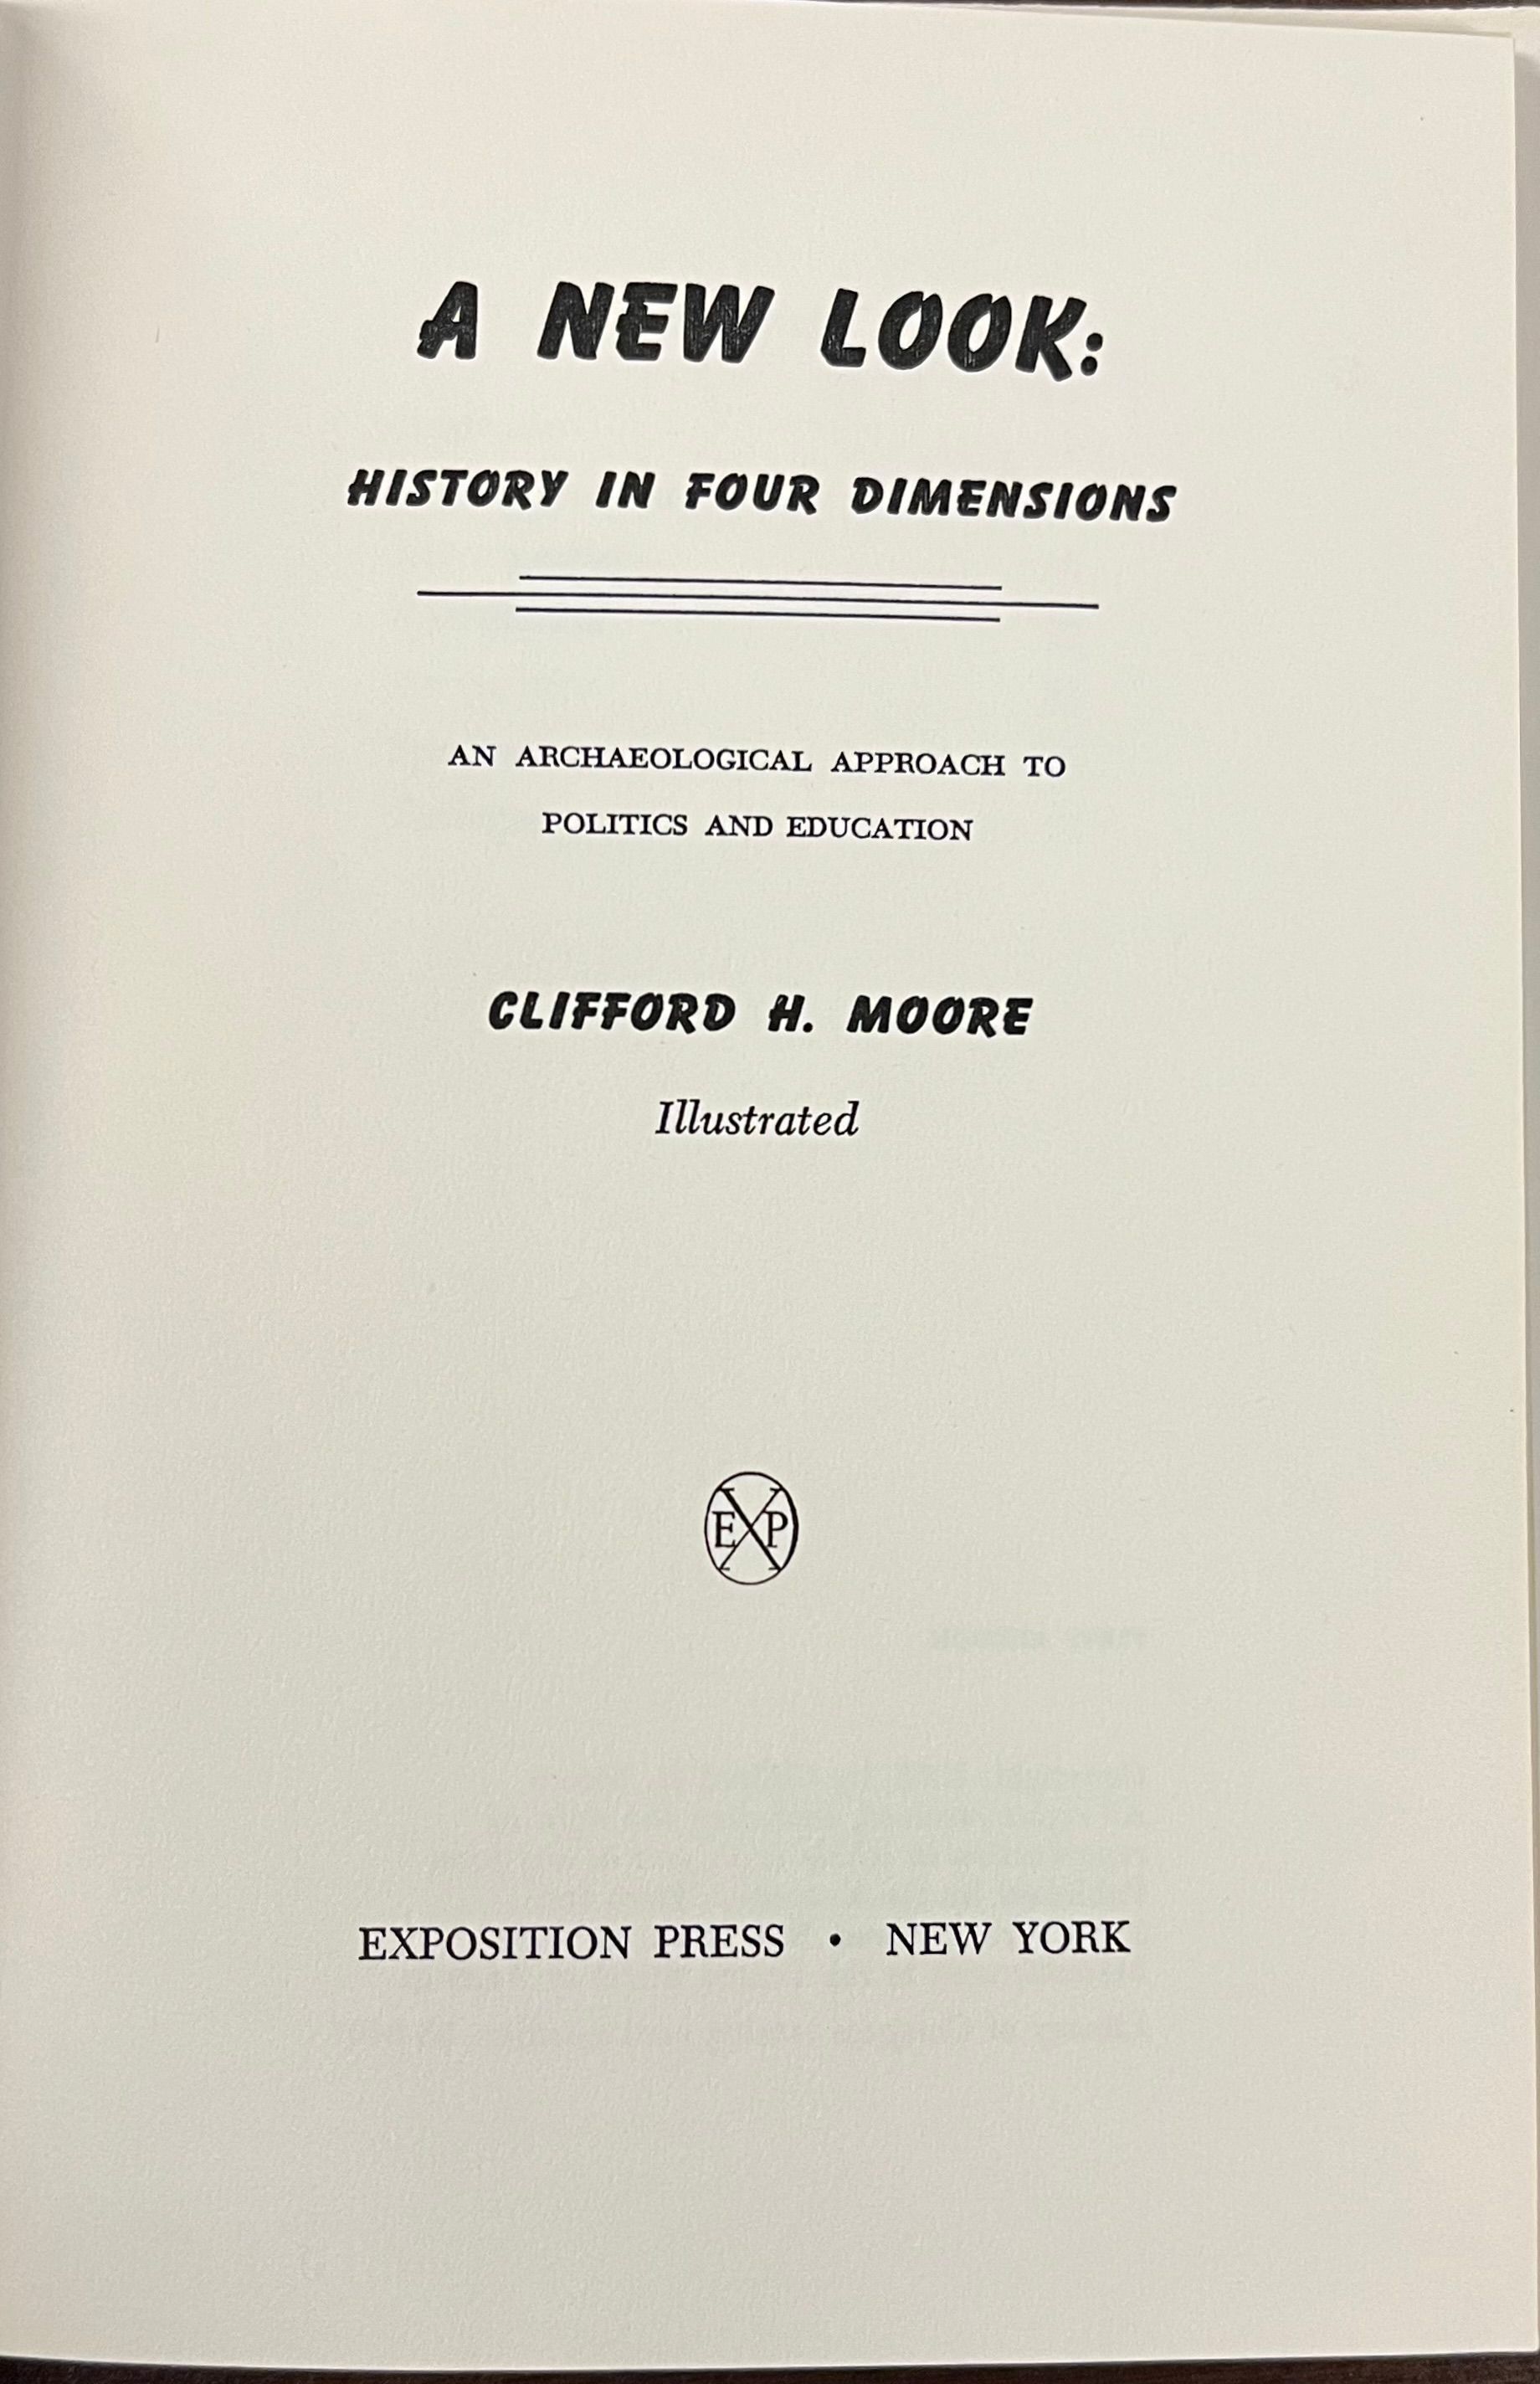 A NEW LOOK:
HISTORY IN FOUR DIMENSIONS
AN ARCHAEOLOGICAL APPROACH TO
POLITICS AND EDUCATION
CLIFFORD H. MOORE
Illustrated
EXP
EXPOSITION PRESS • NEW YORK